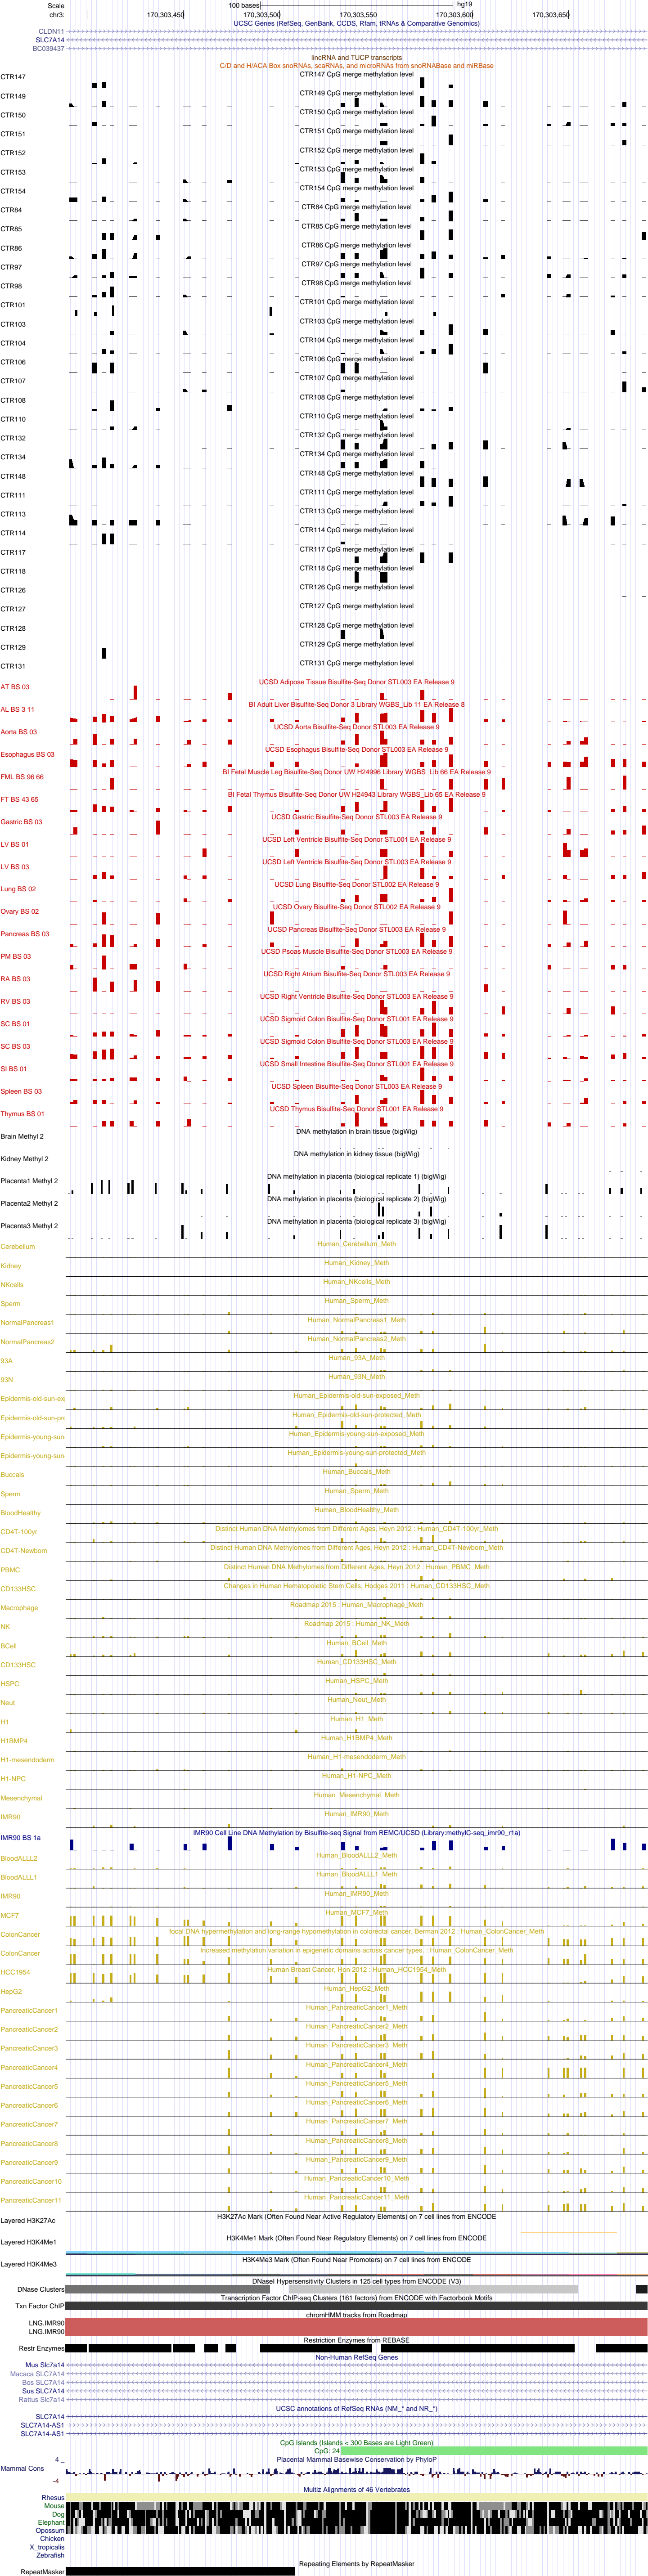 Scale 100 bases hg19
chr3: 170,303,450 170,303,500 170,303,550 170,303,600 170,303,650
UCSC Genes (RefSeq, GenBank, CCDS, Rfam, tRNAs & Comparative Genomics)
CLDN11
SLC7A14
BC039437
lincRNA and TUCP transcripts
C/D and H/ACA Box snoRNAs, scaRNAs, and microRNAs from snoRNABase and miRBase
CTR147 CpG merge methylation level
CTR147
CTR149 CpG merge methylation level
CTR149
CTR150 CpG merge methylation level
CTR150
CTR151 CpG merge methylation level
CTR151
CTR152 CpG merge methylation level
CTR152
CTR153 CpG merge methylation level
CTR153
CTR154 CpG merge methylation level
CTR154
CTR84 CpG merge methylation level
CTR84
CTR85 CpG merge methylation level
CTR85
CTR86 CpG merge methylation level
CTR86
CTR97 CpG merge methylation level
CTR97
CTR98 CpG merge methylation level
CTR98
CTR101 CpG merge methylation level
CTR101
CTR103 CpG merge methylation level
CTR103
CTR104 CpG merge methylation level
CTR104
CTR106 CpG merge methylation level
CTR106
CTR107 CpG merge methylation level
CTR107
CTR108 CpG merge methylation level
CTR108
CTR110 CpG merge methylation level
CTR110
CTR132 CpG merge methylation level
CTR132
CTR134 CpG merge methylation level
CTR134
CTR148 CpG merge methylation level
CTR148
CTR111 CpG merge methylation level
CTR111
CTR113 CpG merge methylation level
CTR113
CTR114 CpG merge methylation level
CTR114
CTR117 CpG merge methylation level
CTR117
CTR118 CpG merge methylation level
CTR118
CTR126 CpG merge methylation level
CTR126
CTR127 CpG merge methylation level
CTR127
CTR128 CpG merge methylation level
CTR128
CTR129 CpG merge methylation level
CTR129
CTR131 CpG merge methylation level
CTR131
UCSD Adipose Tissue Bisulfite-Seq Donor STL003 EA Release 9
AT BS 03
BI Adult Liver Bisulfite-Seq Donor 3 Library WGBS_Lib 11 EA Release 8
AL BS 3 11
UCSD Aorta Bisulfite-Seq Donor STL003 EA Release 9
Aorta BS 03
UCSD Esophagus Bisulfite-Seq Donor STL003 EA Release 9
Esophagus BS 03
BI Fetal Muscle Leg Bisulfite-Seq Donor UW H24996 Library WGBS_Lib 66 EA Release 9
FML BS 96 66
BI Fetal Thymus Bisulfite-Seq Donor UW H24943 Library WGBS_Lib 65 EA Release 9
FT BS 43 65
UCSD Gastric Bisulfite-Seq Donor STL003 EA Release 9
Gastric BS 03
UCSD Left Ventricle Bisulfite-Seq Donor STL001 EA Release 9
LV BS 01
UCSD Left Ventricle Bisulfite-Seq Donor STL003 EA Release 9
LV BS 03
UCSD Lung Bisulfite-Seq Donor STL002 EA Release 9
Lung BS 02
UCSD Ovary Bisulfite-Seq Donor STL002 EA Release 9
Ovary BS 02
UCSD Pancreas Bisulfite-Seq Donor STL003 EA Release 9
Pancreas BS 03
UCSD Psoas Muscle Bisulfite-Seq Donor STL003 EA Release 9
PM BS 03
UCSD Right Atrium Bisulfite-Seq Donor STL003 EA Release 9
RA BS 03
UCSD Right Ventricle Bisulfite-Seq Donor STL003 EA Release 9
RV BS 03
UCSD Sigmoid Colon Bisulfite-Seq Donor STL001 EA Release 9
SC BS 01
UCSD Sigmoid Colon Bisulfite-Seq Donor STL003 EA Release 9
SC BS 03
UCSD Small Intestine Bisulfite-Seq Donor STL001 EA Release 9
SI BS 01
UCSD Spleen Bisulfite-Seq Donor STL003 EA Release 9
Spleen BS 03
UCSD Thymus Bisulfite-Seq Donor STL001 EA Release 9
Thymus BS 01
DNA methylation in brain tissue (bigWig)
Brain Methyl 2
DNA methylation in kidney tissue (bigWig)
Kidney Methyl 2
DNA methylation in placenta (biological replicate 1) (bigWig)
Placenta1 Methyl 2
DNA methylation in placenta (biological replicate 2) (bigWig)
Placenta2 Methyl 2
DNA methylation in placenta (biological replicate 3) (bigWig)
Placenta3 Methyl 2
Human_Cerebellum_Meth
Cerebellum
Human_Kidney_Meth
Kidney
Human_NKcells_Meth
NKcells
Human_Sperm_Meth
Sperm
Human_NormalPancreas1_Meth
NormalPancreas1
Human_NormalPancreas2_Meth
NormalPancreas2
Human_93A_Meth
93A
Human_93N_Meth
93N
Human_Epidermis-old-sun-exposed_Meth
Epidermis-old-sun-ex
Human_Epidermis-old-sun-protected_Meth
Epidermis-old-sun-pr
Human_Epidermis-young-sun-exposed_Meth
Epidermis-young-sun
Human_Epidermis-young-sun-protected_Meth
Epidermis-young-sun
Human_Buccals_Meth
Buccals
Human_Sperm_Meth
Sperm
Human_BloodHealthy_Meth
BloodHealthy
Distinct Human DNA Methylomes from Different Ages, Heyn 2012 : Human_CD4T-100yr_Meth
CD4T-100yr
Distinct Human DNA Methylomes from Different Ages, Heyn 2012 : Human_CD4T-Newborn_Meth
CD4T-Newborn
Distinct Human DNA Methylomes from Different Ages, Heyn 2012 : Human_PBMC_Meth
PBMC
Changes in Human Hematopoietic Stem Cells, Hodges 2011 : Human_CD133HSC_Meth
CD133HSC
Roadmap 2015 : Human_Macrophage_Meth
Macrophage
Roadmap 2015 : Human_NK_Meth
NK
Human_BCell_Meth
BCell
Human_CD133HSC_Meth
CD133HSC
Human_HSPC_Meth
HSPC
Human_Neut_Meth
Neut
Human_H1_Meth
H1
Human_H1BMP4_Meth
H1BMP4
Human_H1-mesendoderm_Meth
H1-mesendoderm
Human_H1-NPC_Meth
H1-NPC
Human_Mesenchymal_Meth
Mesenchymal
Human_IMR90_Meth
IMR90
IMR90 Cell Line DNA Methylation by Bisulfite-seq Signal from REMC/UCSD (Library:methylC-seq_imr90_r1a)
IMR90 BS 1a
Human_BloodALLL2_Meth
BloodALLL2
Human_BloodALLL1_Meth
BloodALLL1
Human_IMR90_Meth
IMR90
Human_MCF7_Meth
MCF7
focal DNA hypermethylation and long-range hypomethylation in colorectal cancer, Berman 2012 : Human_ColonCancer_Meth
ColonCancer
Increased methylation variation in epigenetic domains across cancer types, : Human_ColonCancer_Meth
ColonCancer
Human Breast Cancer, Hon 2012 : Human_HCC1954_Meth
HCC1954
Human_HepG2_Meth
HepG2
Human_PancreaticCancer1_Meth
PancreaticCancer1
Human_PancreaticCancer2_Meth
PancreaticCancer2
Human_PancreaticCancer3_Meth
PancreaticCancer3
Human_PancreaticCancer4_Meth
PancreaticCancer4
Human_PancreaticCancer5_Meth
PancreaticCancer5
Human_PancreaticCancer6_Meth
PancreaticCancer6
Human_PancreaticCancer7_Meth
PancreaticCancer7
Human_PancreaticCancer8_Meth
PancreaticCancer8
Human_PancreaticCancer9_Meth
PancreaticCancer9
Human_PancreaticCancer10_Meth
PancreaticCancer10
Human_PancreaticCancer11_Meth
PancreaticCancer11
H3K27Ac Mark (Often Found Near Active Regulatory Elements) on 7 cell lines from ENCODE
Layered H3K27Ac
H3K4Me1 Mark (Often Found Near Regulatory Elements) on 7 cell lines from ENCODE
Layered H3K4Me1
H3K4Me3 Mark (Often Found Near Promoters) on 7 cell lines from ENCODE
Layered H3K4Me3
DNaseI Hypersensitivity Clusters in 125 cell types from ENCODE (V3)
DNase Clusters
Transcription Factor ChIP-seq Clusters (161 factors) from ENCODE with Factorbook Motifs
Txn Factor ChIP
chromHMM tracks from Roadmap
LNG.IMR90
LNG.IMR90
Restriction Enzymes from REBASE
Restr Enzymes
Non-Human RefSeq Genes
Mus Slc7a14
Macaca SLC7A14
Bos SLC7A14
Sus SLC7A14
Rattus Slc7a14
UCSC annotations of RefSeq RNAs (NM_* and NR_*)
SLC7A14
SLC7A14-AS1
SLC7A14-AS1
CpG Islands (Islands < 300 Bases are Light Green)
CpG: 24
Placental Mammal Basewise Conservation by PhyloP
4 _
Mammal Cons
-4 _
Multiz Alignments of 46 Vertebrates
Rhesus
Mouse
Dog
Elephant
Opossum
Chicken
X_tropicalis
Zebrafish
Repeating Elements by RepeatMasker
RepeatMasker